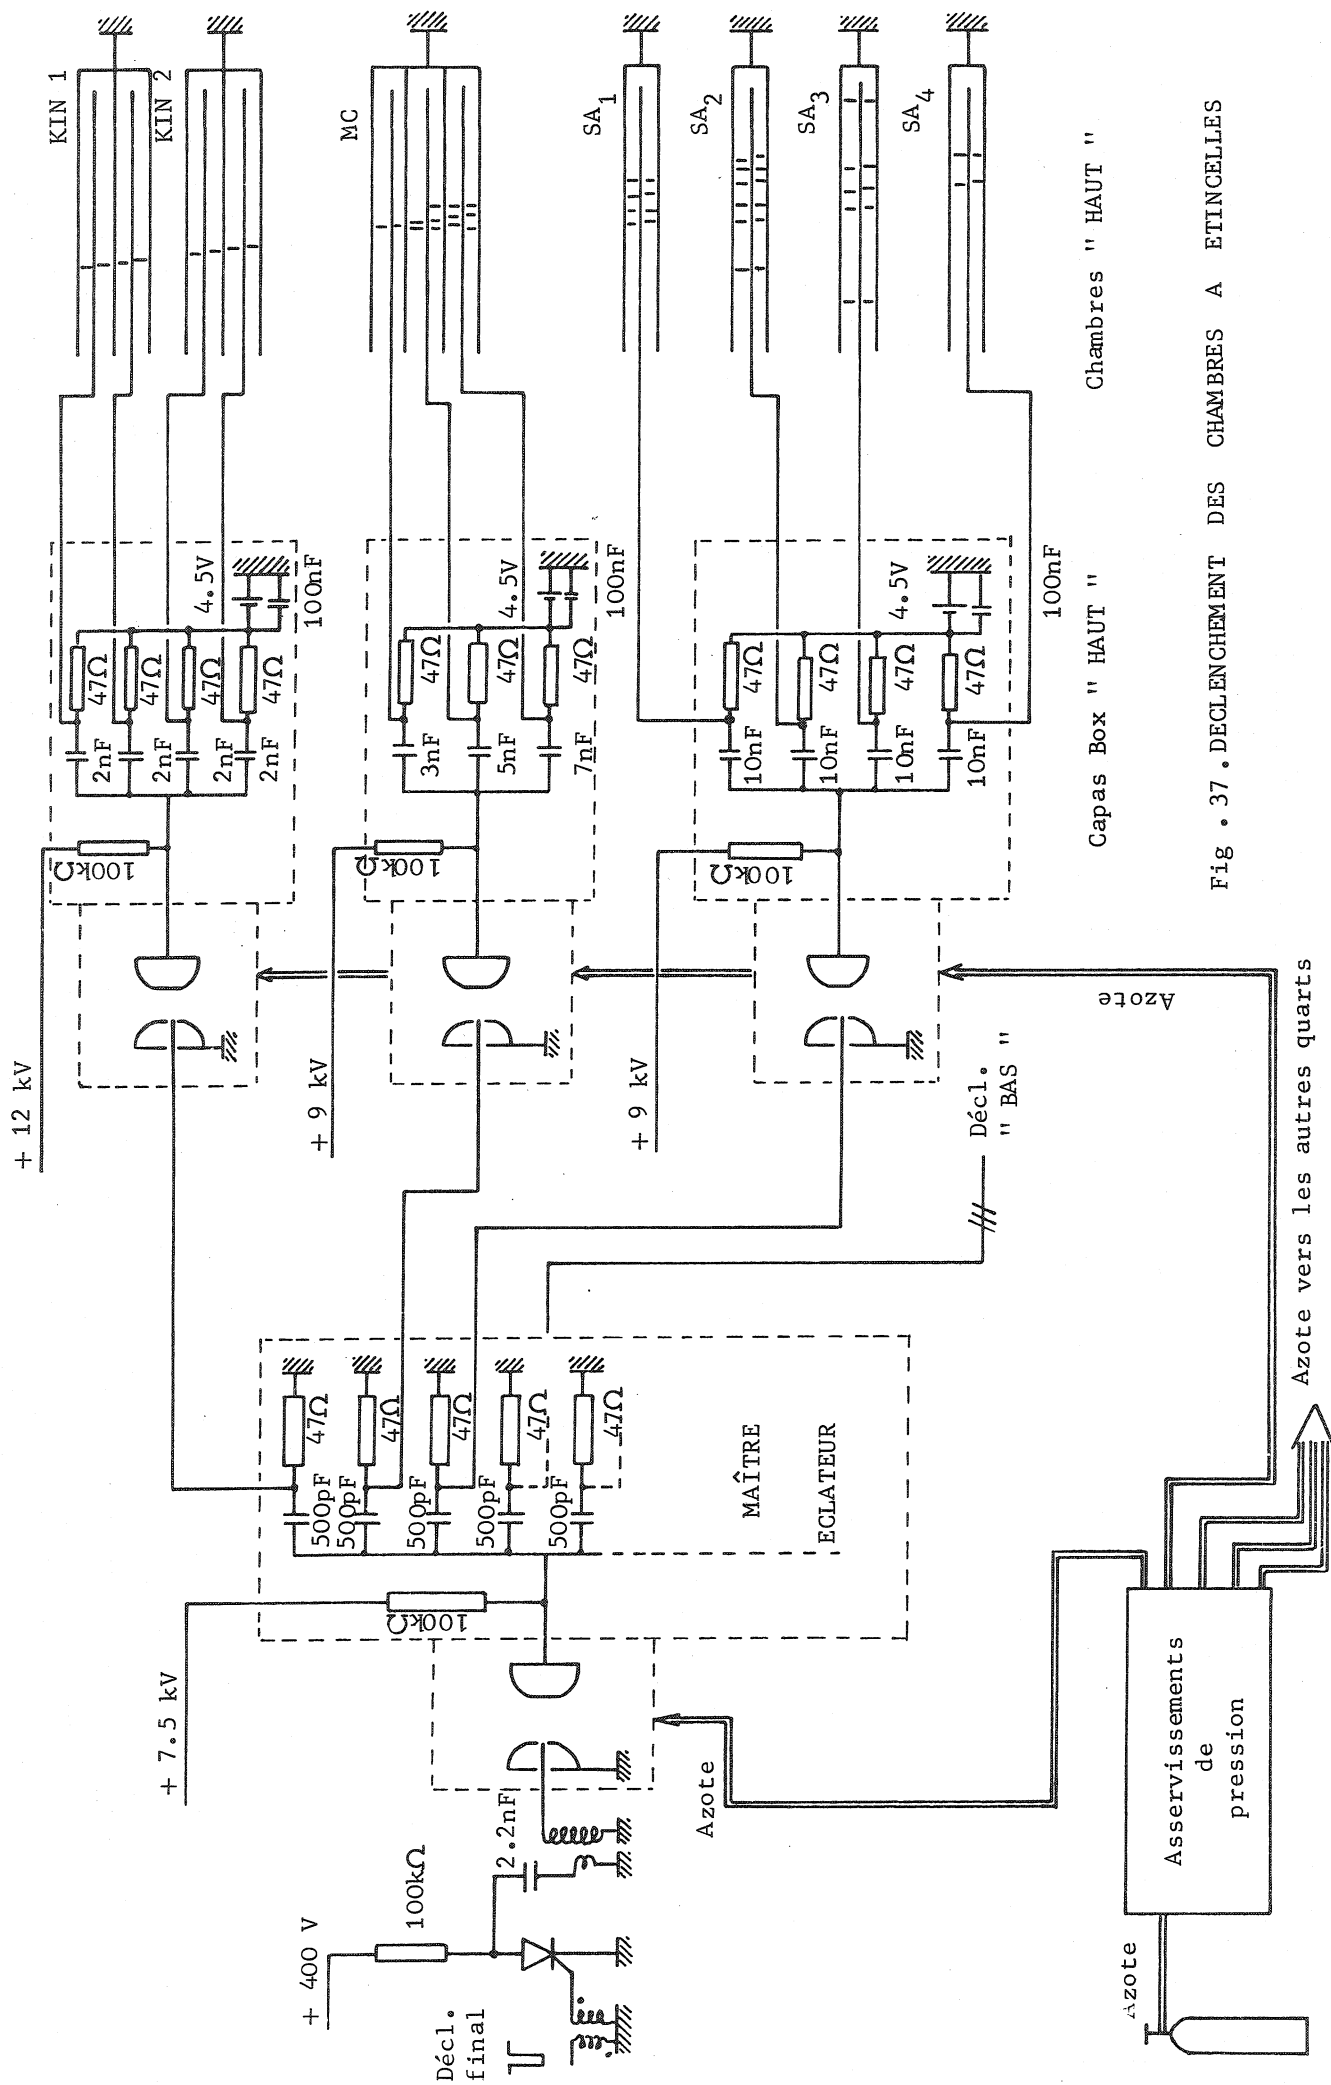 Décl.
final
+ 400 V
100kΩ
2.2nF
+ 7.5 kV
100kΩ
500pF
500pF
500pF
500pF
500pF
47Ω
47Ω
47Ω
47Ω
47Ω
MAÎTRE
ECLATEUR
Azote
Azote
Asservissements
de
pression
Azote vers les autres quarts
Azote
Décl.
" BAS "
+ 12 kV
100kΩ
2nF
2nF
2nF
2nF
47Ω
47Ω
47Ω
47Ω
4.5V
100nF
KIN 1
KIN 2
+ 9 kV
100kΩ
3nF
5nF
7nF
47Ω
47Ω
47Ω
4.5V
100nF
MC
+ 9 kV
100kΩ
10nF
10nF
10nF
10nF
47Ω
47Ω
47Ω
47Ω
4.5V
100nF
SA1
SA2
SA3
SA4
Capas Box " HAUT "
Chambres " HAUT "
Fig . 37 . DECLENCHEMENT DES CHAMBRES A ETINCELLES